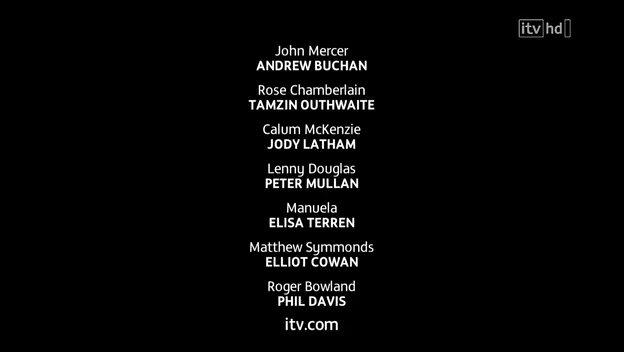 itv hd
John Mercer
ANDREW BUCHAN
Rose Chamberlain
TAMZIN OUTHWAITE
Calum McKenzie
JODY LATHAM
Lenny Douglas
PETER MULLAN
Manuela
ELISA TERREN
Matthew Symmonds
ELLIOT COWAN
Roger Bowland
PHIL DAVIS
itv.com